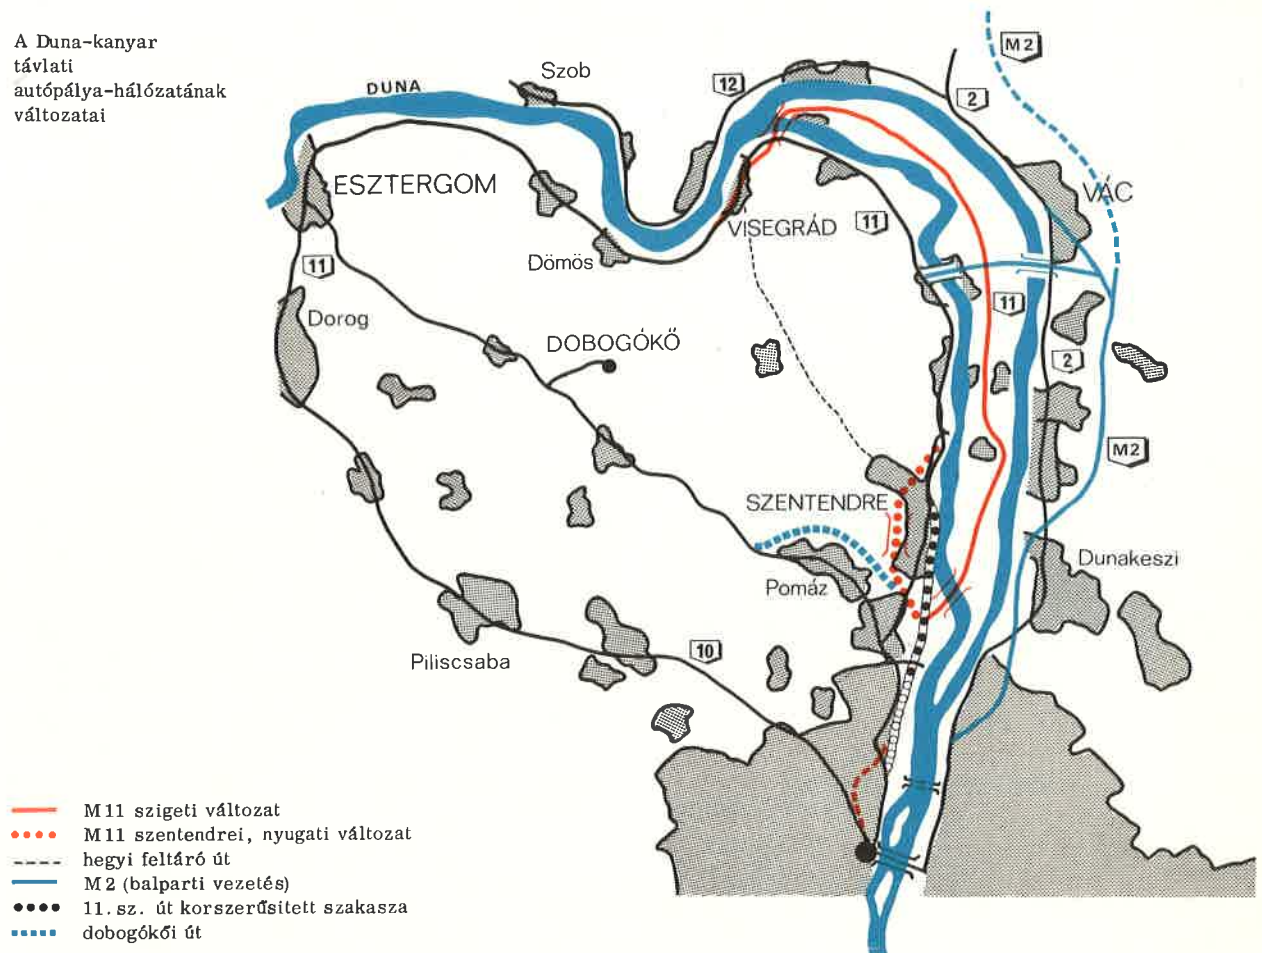 A Duna-kanyar
távlati
autópálya-hálózatának
változatai
M2
Szob
DUNA
12
2
ESZTERGOM
VÁC
VISEGRÁD
11
Dömös
11
11
Dorog
DOBOGÓKŐ
2
M2
SZENTENDRE
Dunakeszi
Pomáz
10
Piliscsaba
M11 szigeti változat
M11 szentendrei, nyugati változat
hegyi feltáró út
M2 (balparti vezetés)
11. sz. út korszerűsített szakasza
dobogókői út